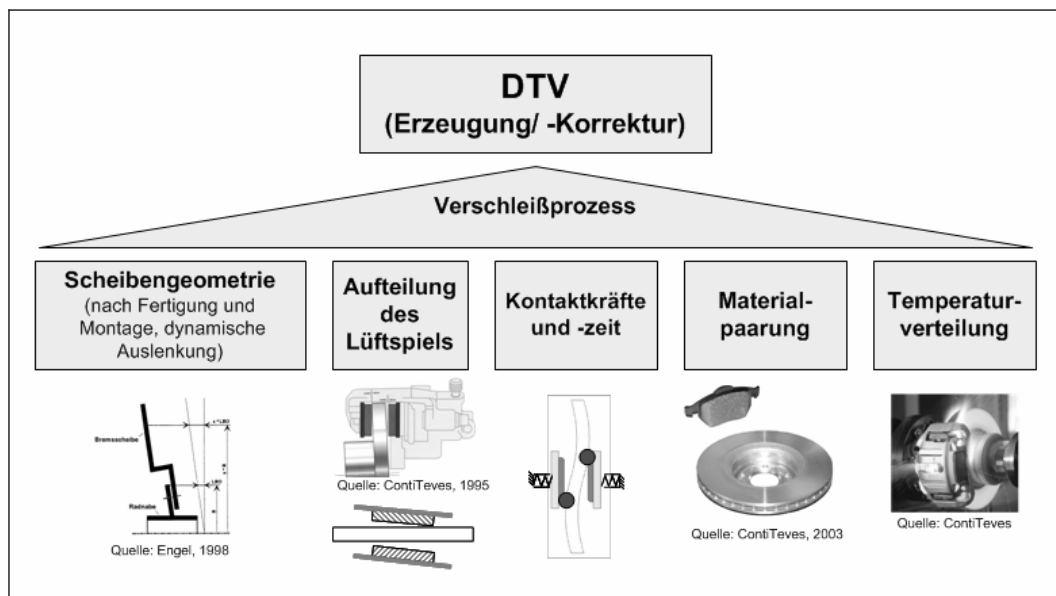 DTV
(Erzeugung/ -Korrektur)
Verschleißprozess
Scheibengeometrie
(nach Fertigung und
Montage, dynamische
Auslenkung)
Aufteilung
des
Lüftspiels
Kontaktkräfte
und -zeit
Material-
paarung
Temperatur-
verteilung
Bremsscheibe
Radnabe
Quelle: Engel, 1998
Quelle: ContiTeves, 1995
Quelle: ContiTeves, 2003
Quelle: ContiTeves